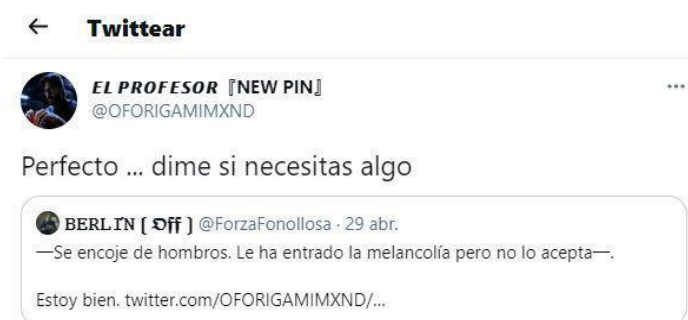 Twittear
EL PROFESOR『NEW PIN』
@OFORIGAMIMXND
Perfecto ... dime si necesitas algo
BERLIN [ Off ] @ForzaFonollosa · 29 abr.
—Se encoje de hombros. Le ha entrado la melancolía pero no lo acepta—.
Estoy bien. twitter.com/OFORIGAMIMXND/...